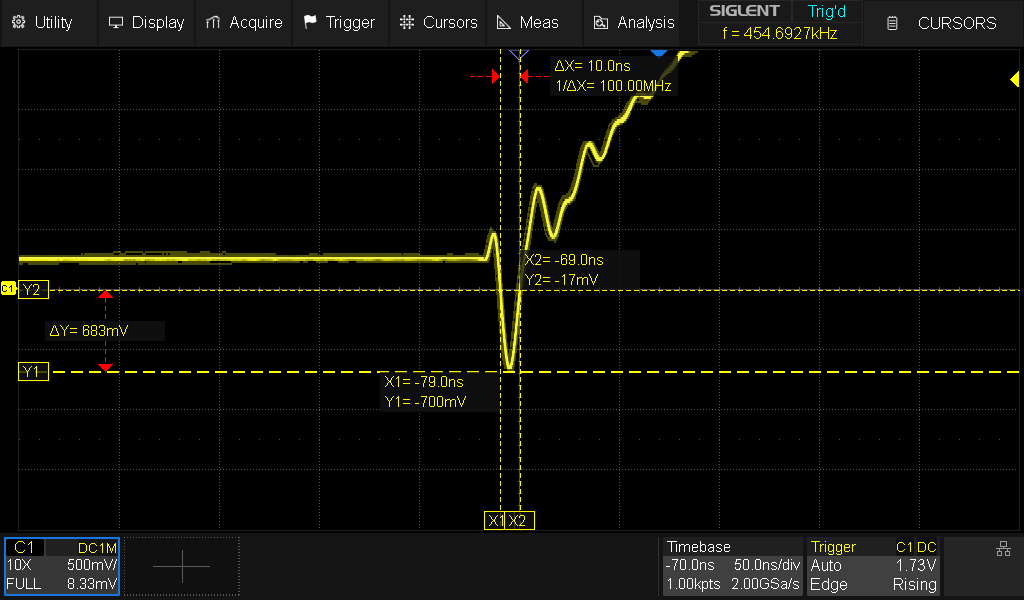 Utility
Display
Acquire
Trigger
Cursors
Meas
Analysis
SIGLENT
Trig'd
f = 454.6927kHz
CURSORS
ΔX= 10.0ns
1/ΔX= 100.00MHz
X2= -69.0ns
Y2= -17mV
C1
Y2
ΔY= 683mV
Y1
X1= -79.0ns
Y1= -700mV
X1
X2
C1 DC1M
10X 500mV/
FULL 8.33mV
Timebase
-70.0ns 50.0ns/div
1.00kpts 2.00GSa/s
Trigger C1 DC
Auto 1.73V
Edge Rising